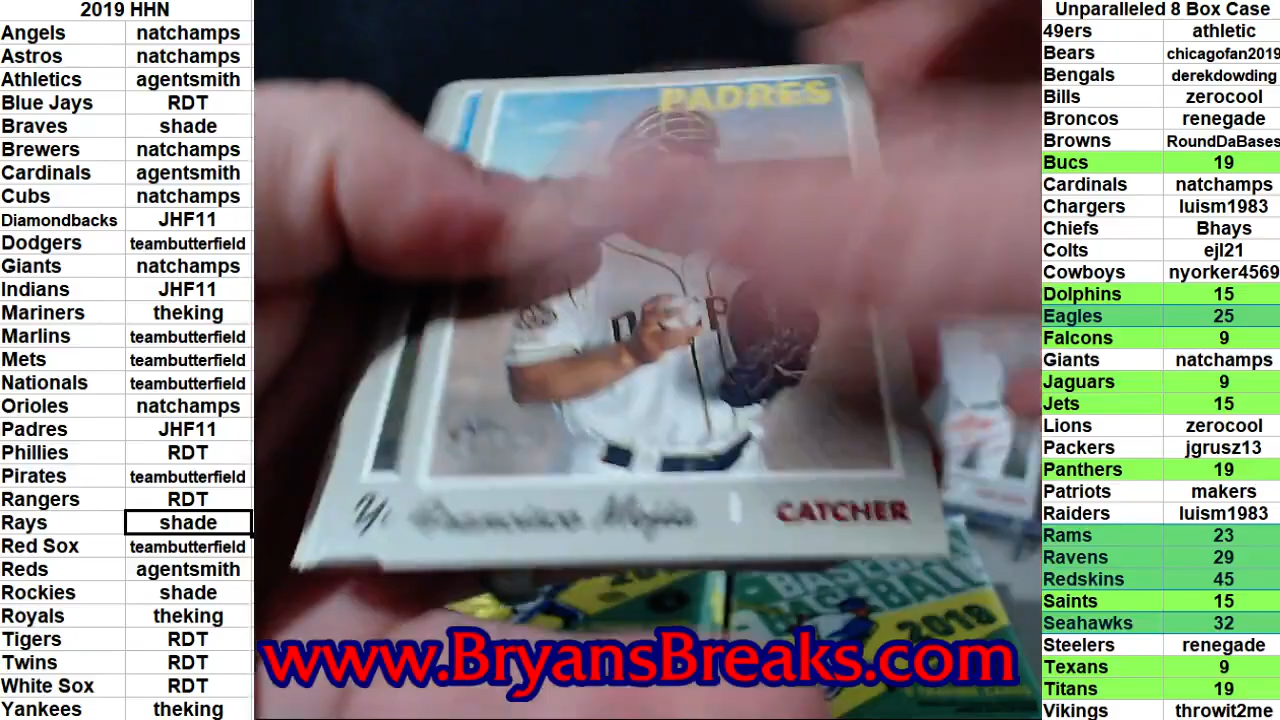 2019 HHN
Angels natchamps
Astros natchamps
Athletics agentsmith
Blue Jays RDT
Braves shade
Brewers natchamps
Cardinals agentsmith
Cubs natchamps
Diamondbacks JHF11
Dodgers teambutterfield
Giants natchamps
Indians JHF11
Mariners theking
Marlins teambutterfield
Mets teambutterfield
Nationals teambutterfield
Orioles natchamps
Padres JHF11
Phillies RDT
Pirates teambutterfield
Rangers RDT
Rays shade
Red Sox teambutterfield
Reds agentsmith
Rockies shade
Royals theking
Tigers RDT
Twins RDT
White Sox RDT
Yankees theking
PADRES
CATCHER
BASEBALL
BASEBALL
2018
www.BryansBreaks.com
Unparalleled 8 Box Case
49ers athletic
Bears chicagofan2019
Bengals derekdowding
Bills zerocool
Broncos renegade
Browns RoundDaBases
Bucs 19
Cardinals natchamps
Chargers luism1983
Chiefs Bhays
Colts ejl21
Cowboys nyorker4569
Dolphins 15
Eagles 25
Falcons 9
Giants natchamps
Jaguars 9
Jets 15
Lions zerocool
Packers jgrusz13
Panthers 19
Patriots makers
Raiders luism1983
Rams 23
Ravens 29
Redskins 45
Saints 15
Seahawks 32
Steelers renegade
Texans 9
Titans 19
Vikings throwit2me